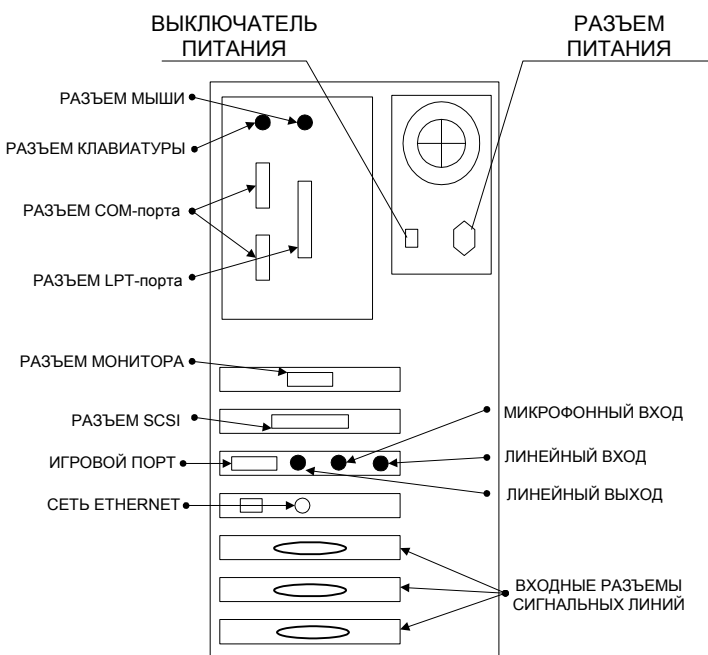 ВЫКЛЮЧАТЕЛЬ
ПИТАНИЯ
РАЗЪЕМ
ПИТАНИЯ
РАЗЪЕМ МЫШИ
РАЗЪЕМ КЛАВИАТУРЫ
РАЗЪЕМ COM-порта
РАЗЪЕМ LPT-порта
РАЗЪЕМ МОНИТОРА
РАЗЪЕМ SCSI
ИГРОВОЙ ПОРТ
СЕТЬ ETHERNET
МИКРОФОННЫЙ ВХОД
ЛИНЕЙНЫЙ ВХОД
ЛИНЕЙНЫЙ ВЫХОД
ВХОДНЫЕ РАЗЪЕМЫ
СИГНАЛЬНЫХ ЛИНИЙ